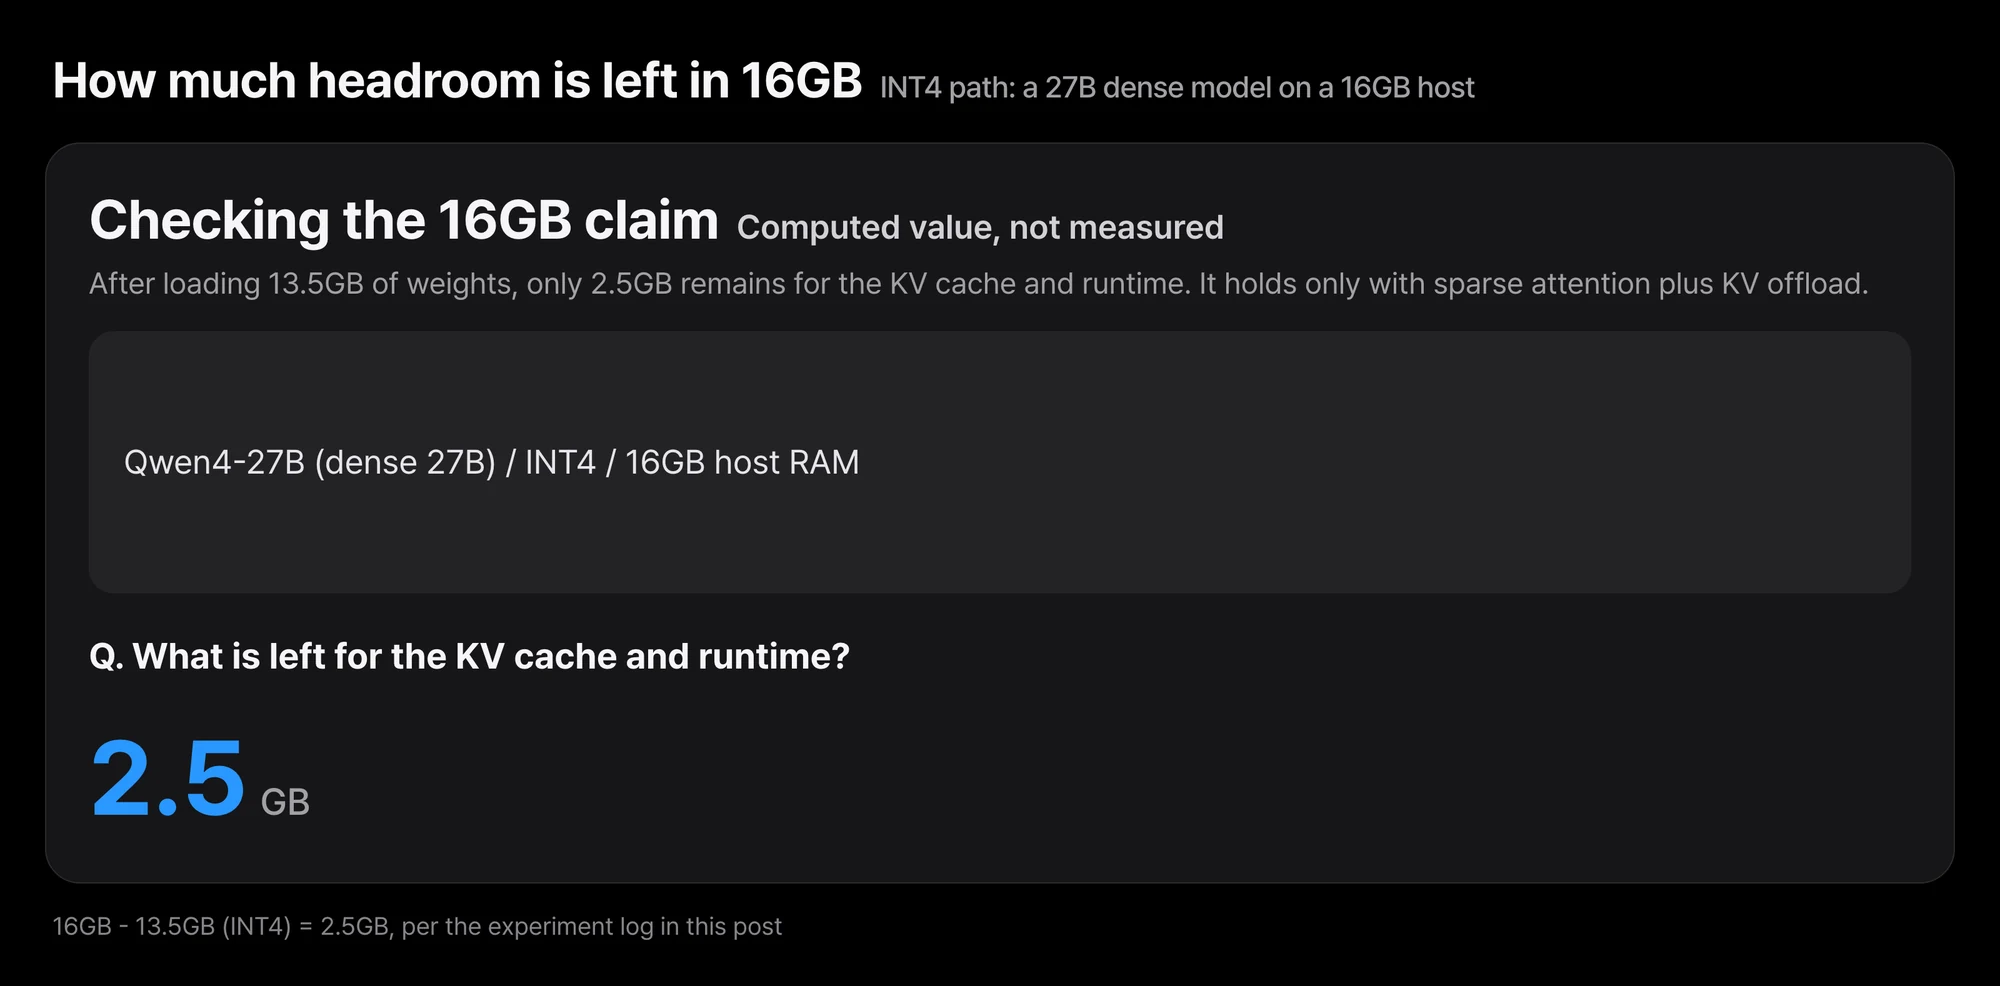 How much headroom is left in 16GB INT4 path: a 27B dense model on a 16GB host
Checking the 16GB claim Computed value, not measured
After loading 13.5GB of weights, only 2.5GB remains for the KV cache and runtime. It holds only with sparse attention plus KV offload.
Qwen4-27B (dense 27B) / INT4 / 16GB host RAM
Q. What is left for the KV cache and runtime?
2.5 GB
16GB - 13.5GB (INT4) = 2.5GB, per the experiment log in this post